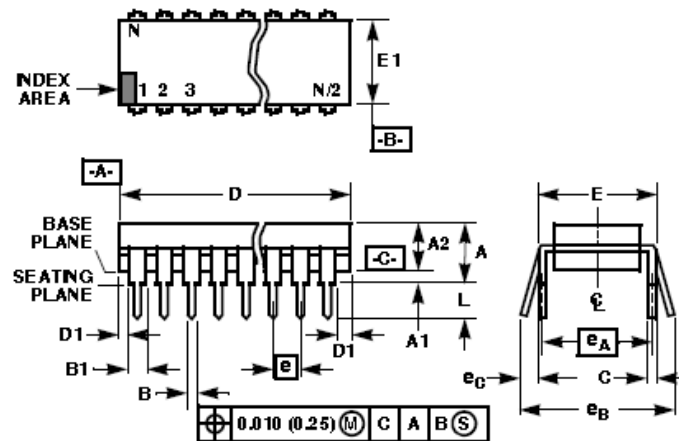 N
E1
INDEX
AREA
1 2 3 N/2
-B-
-A-
D
E
BASE
PLANE
A2
A
-C-
SEATING
PLANE
L
℄
D1
D1
A1
eA
B1
e
eC
C
B
eB
⌖ 0.010 (0.25) Ⓜ C A B Ⓢ